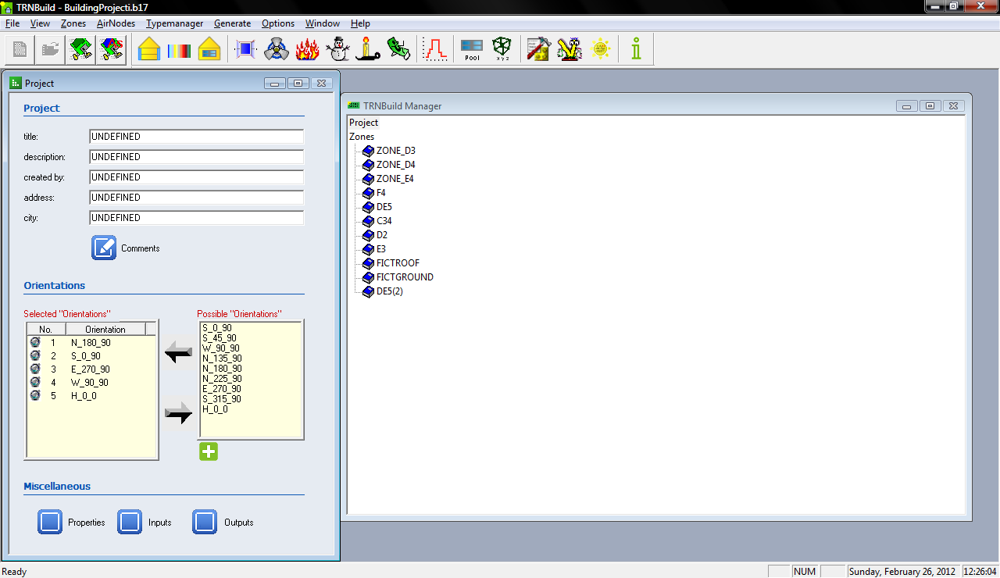 TRNBuild - BuildingProjecti.b17
File View Zones AirNodes Typemanager Generate Options Window Help
Pool
x y z
Project
Project
title: UNDEFINED
description: UNDEFINED
created by: UNDEFINED
address: UNDEFINED
city: UNDEFINED
Comments
Orientations
Selected "Orientations"
No. Orientation
1 N_180_90
2 S_0_90
3 E_270_90
4 W_90_90
5 H_0_0
Possible "Orientations"
S_0_90
S_45_90
W_90_90
N_135_90
N_180_90
N_225_90
E_270_90
S_315_90
H_0_0
Miscellaneous
Properties Inputs Outputs
TRNBuild Manager
Project
Zones
ZONE_D3
ZONE_D4
ZONE_E4
F4
DE5
C34
D2
E3
FICTROOF
FICTGROUND
DE5(2)
Ready NUM Sunday, February 26, 2012 12:26:04